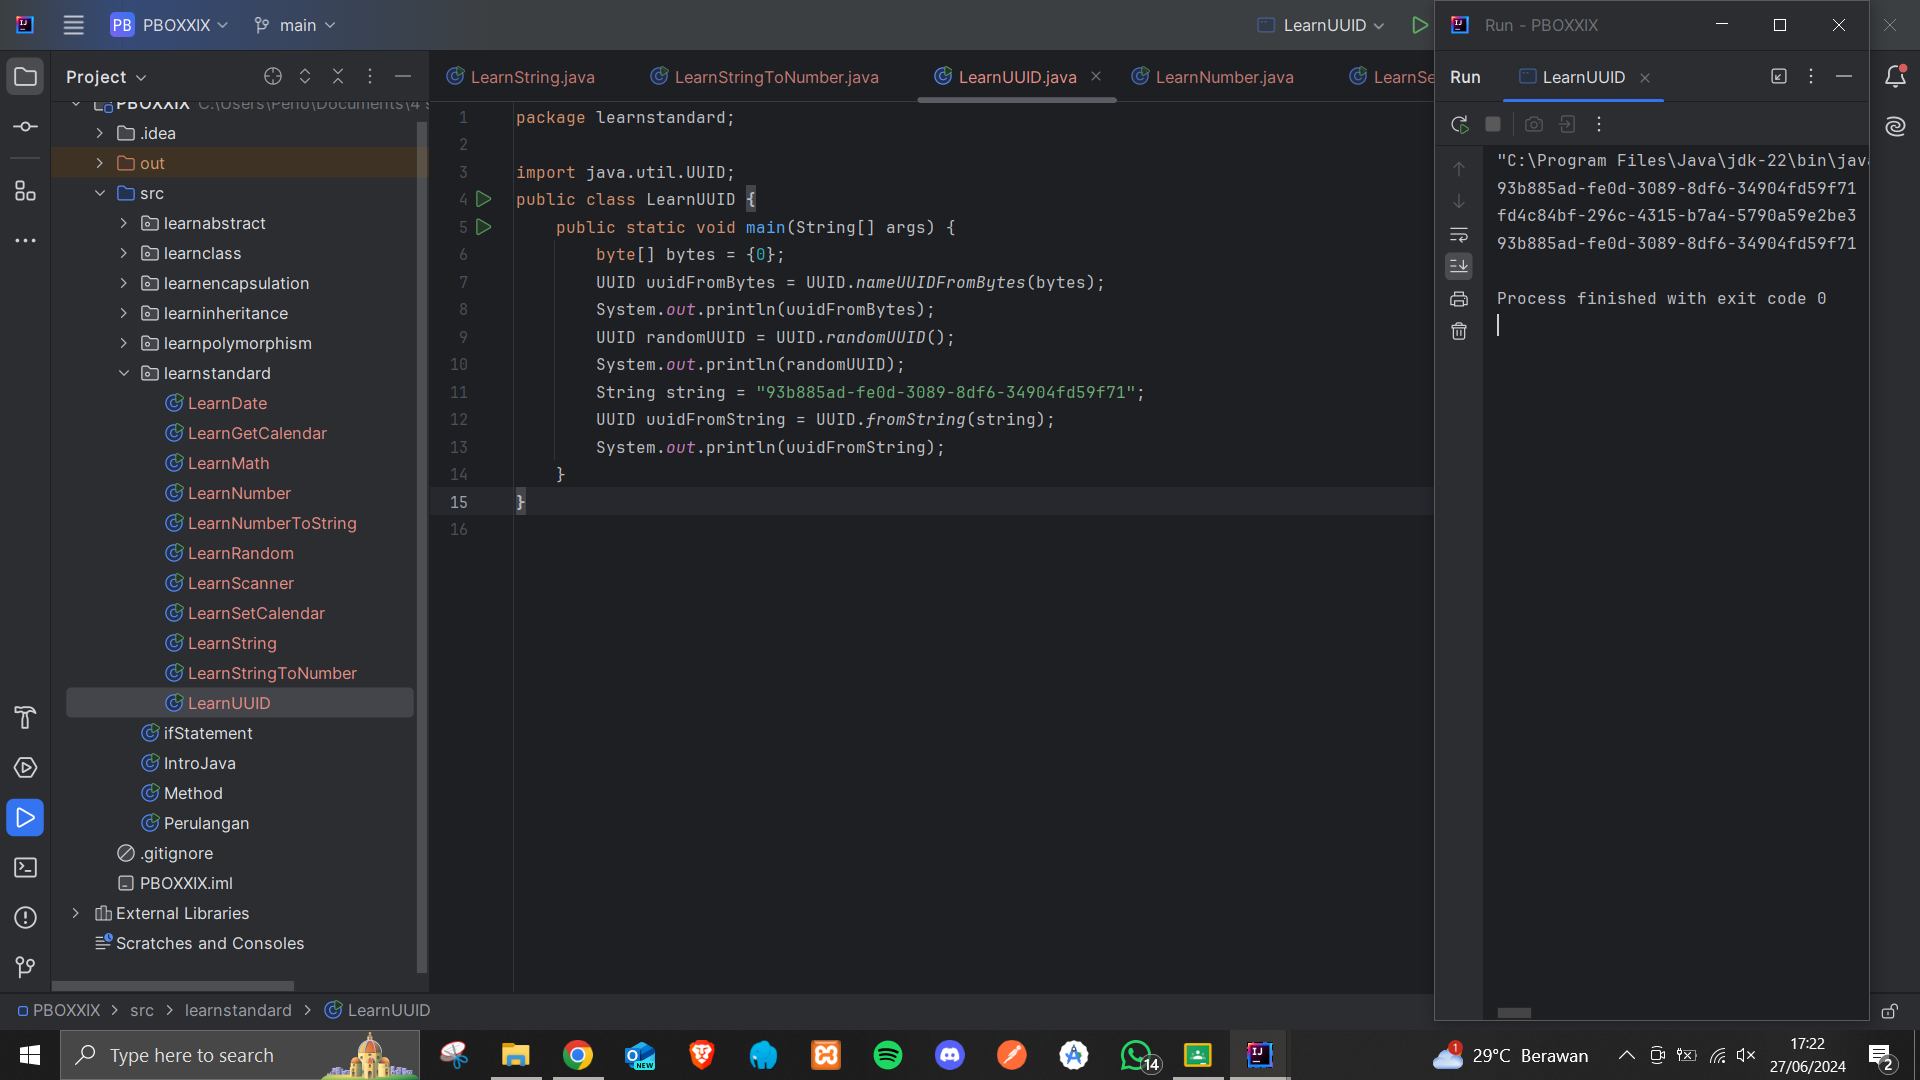 PB PBOXXIX main LearnUUID
Run - PBOXXIX
Project
LearnString.java LearnStringToNumber.java LearnUUID.java LearnNumber.java LearnSe
Run LearnUUID
PBOXXIX C:\Users\Peno\Documents\4 s
.idea
out
src
learnabstract
learnclass
learnencapsulation
learninheritance
learnpolymorphism
learnstandard
LearnDate
LearnGetCalendar
LearnMath
LearnNumber
LearnNumberToString
LearnRandom
LearnScanner
LearnSetCalendar
LearnString
LearnStringToNumber
LearnUUID
ifStatement
IntroJava
Method
Perulangan
.gitignore
PBOXXIX.iml
External Libraries
Scratches and Consoles
1 package learnstandard;
2
3 import java.util.UUID;
4 public class LearnUUID {
5 public static void main(String[] args) {
6 byte[] bytes = {0};
7 UUID uuidFromBytes = UUID.nameUUIDFromBytes(bytes);
8 System.out.println(uuidFromBytes);
9 UUID randomUUID = UUID.randomUUID();
10 System.out.println(randomUUID);
11 String string = "93b885ad-fe0d-3089-8df6-34904fd59f71";
12 UUID uuidFromString = UUID.fromString(string);
13 System.out.println(uuidFromString);
14 }
15 }
16
"C:\Program Files\Java\jdk-22\bin\jav
93b885ad-fe0d-3089-8df6-34904fd59f71
fd4c84bf-296c-4315-b7a4-5790a59e2be3
93b885ad-fe0d-3089-8df6-34904fd59f71
Process finished with exit code 0
PBOXXIX > src > learnstandard > LearnUUID
Type here to search
NEW
14
1
29°C Berawan
17:22
27/06/2024
2